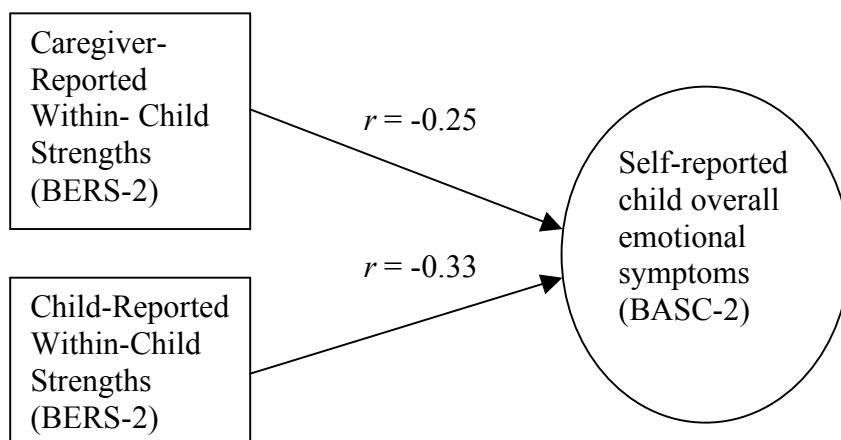 Caregiver-
Reported
Within- Child
Strengths
(BERS-2)
r = -0.25
Self-reported
child overall
emotional
symptoms
(BASC-2)
r = -0.33
Child-Reported
Within-Child
Strengths
(BERS-2)